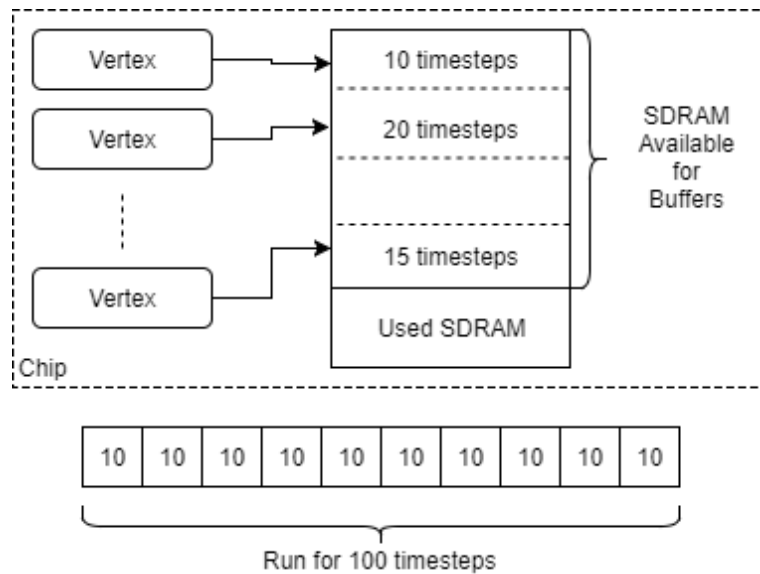 Vertex
10 timesteps
Vertex
20 timesteps
SDRAM
Available
for
Buffers
Vertex
15 timesteps
Used SDRAM
Chip
10 10 10 10 10 10 10 10 10 10
Run for 100 timesteps